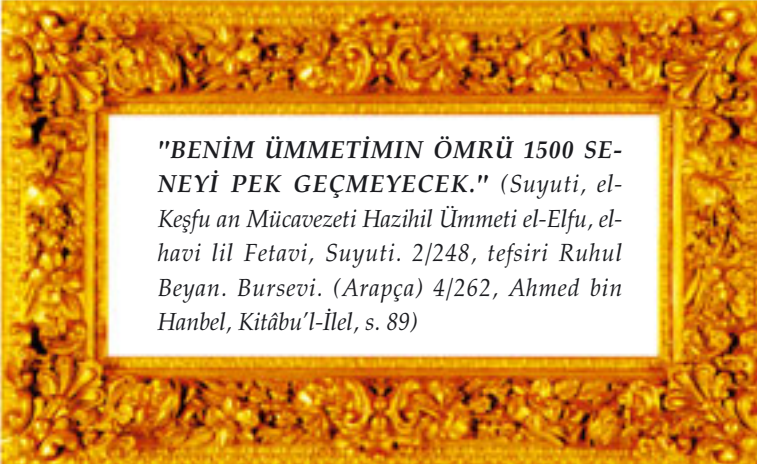 "BENİM ÜMMETİMIN ÖMRÜ 1500 SE-
NEYİ PEK GEÇMEYECEK." (Suyuti, el-
Keşfu an Mücavezeti Hazihil Ümmeti el-Elfu, el-
havi lil Fetavi, Suyuti. 2/248, tefsiri Ruhul
Beyan. Bursevi. (Arapça) 4/262, Ahmed bin
Hanbel, Kitâbu'l-İlel, s. 89)